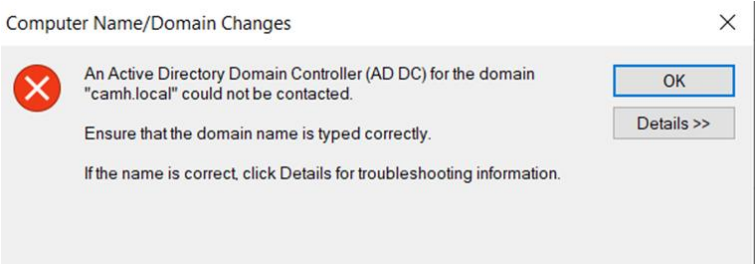 Computer Name/Domain Changes
An Active Directory Domain Controller (AD DC) for the domain
"camh.local" could not be contacted.
OK
Details >>
Ensure that the domain name is typed correctly.
If the name is correct, click Details for troubleshooting information.